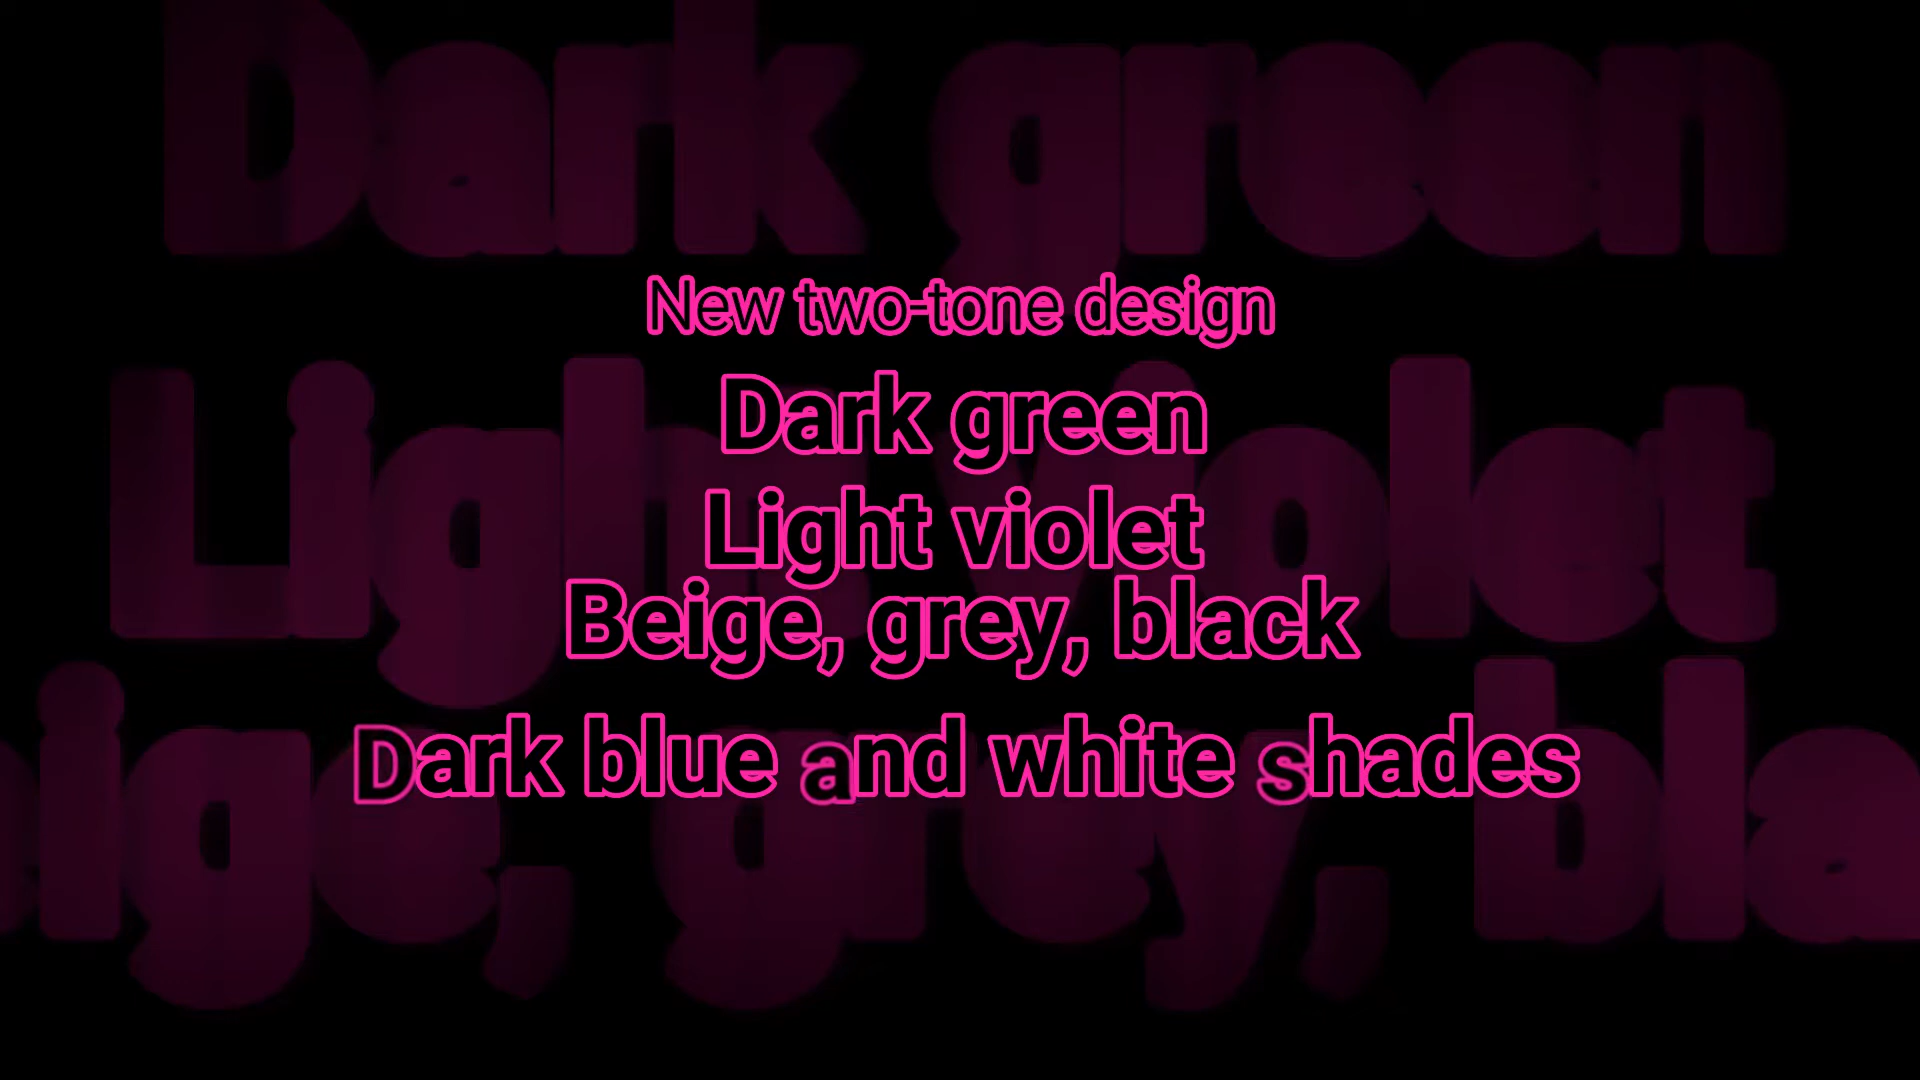 New two-tone design
Dark green
Light violet
Beige, grey, black
Dark blue and white shades